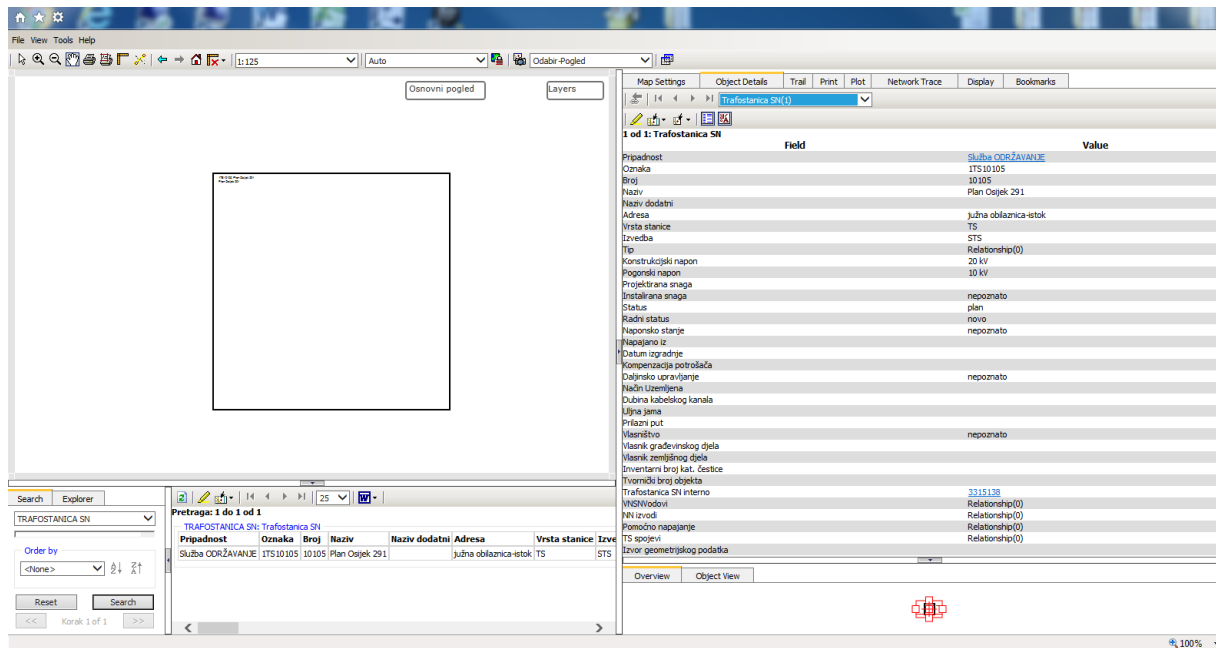 File View Tools Help
1:125 Auto Odabir-Pogled
Osnovni pogled Layers
Map Settings Object Details Trail Print Plot Network Trace Display Bookmarks
Trafostanica SN(1)
1 od 1: Trafostanica SN
Field Value
Pripadnost Služba ODRŽAVANJE
Oznaka 1TS10105
Broj 10105
Naziv Plan Osijek 291
Naziv dodatni
Adresa južna obilaznica-istok
Vrsta stanice TS
Izvedba STS
Tip Relationship(0)
Konstrukcijski napon 20 kV
Pogonski napon 10 kV
Projektirana snaga
Instalirana snaga nepoznato
Status plan
Radni status novo
Naponsko stanje nepoznato
Napajano iz
Datum izgradnje
Kompenzacija potrošača
Daljinsko upravljanje nepoznato
Način Uzemljena
Dubina kabelskog kanala
Uljna jama
Prilazni put
Vlasništvo nepoznato
Vlasnik građevinskog djela
Vlasnik zemljišnog djela
Inventarni broj kat. čestice
Tvornički broj objekta
Trafostanica SN interno 3315138
VNSNVodovi Relationship(0)
NN izvodi Relationship(0)
Pomoćno napajanje Relationship(0)
TS spojevi Relationship(0)
Izvor geometrijskog podatka
Plan Osijek 291
Search Explorer
TRAFOSTANICA SN
Order by
<None>
Reset Search
<< Korak 1 of 1 >>
25
Pretraga: 1 do 1 od 1
TRAFOSTANICA SN: Trafostanica SN
Pripadnost Oznaka Broj Naziv Naziv dodatni Adresa Vrsta stanice Izve
Služba ODRŽAVANJE 1TS10105 10105 Plan Osijek 291 južna obilaznica-istok TS STS
Overview Object View
100%